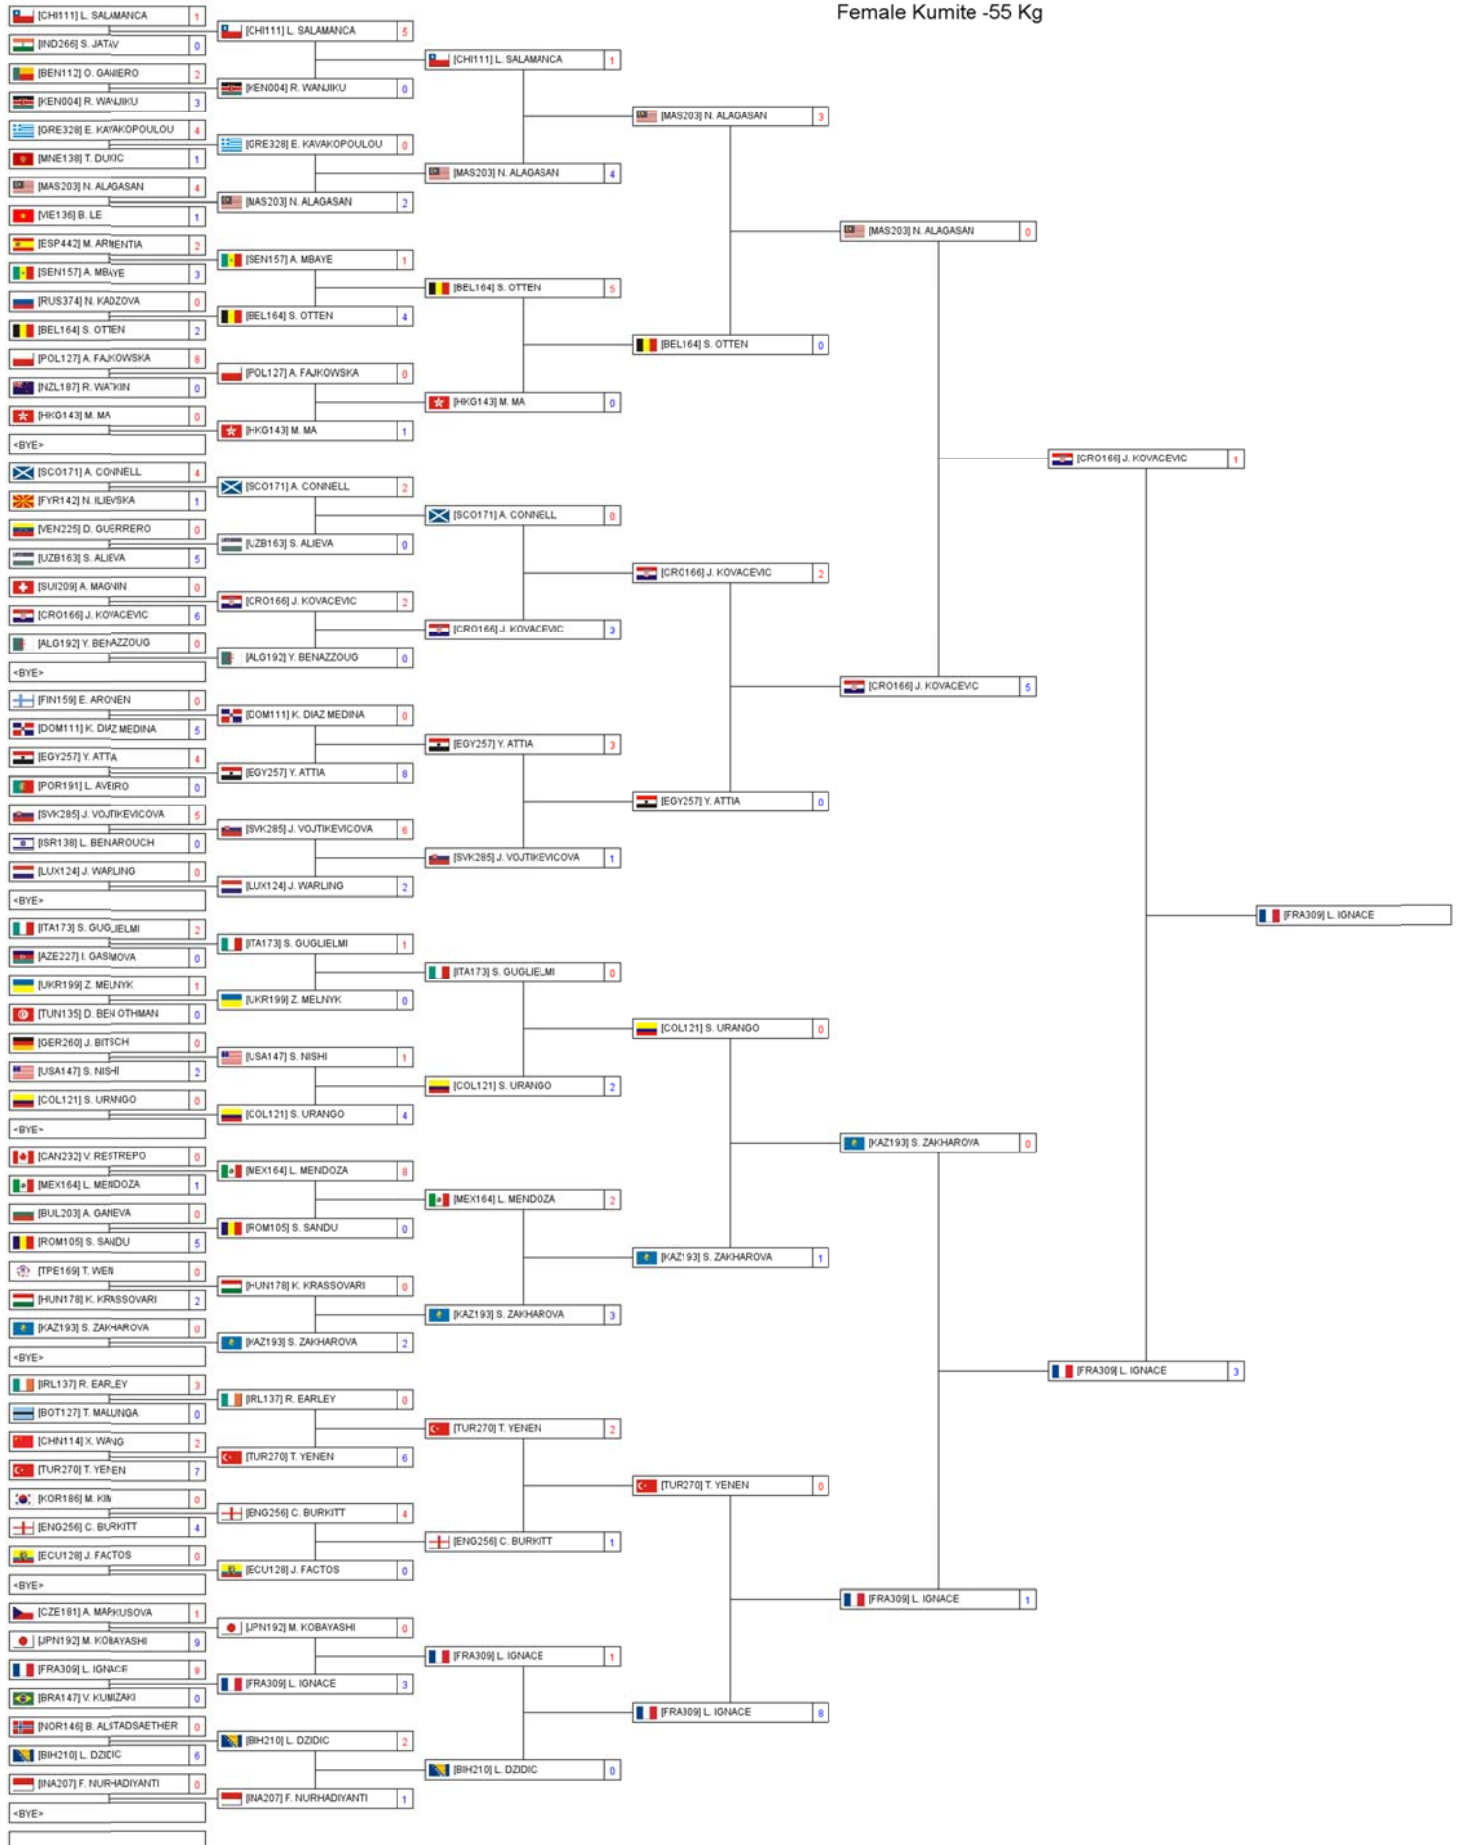 Female Kumite -55 Kg
[CHI111] L. SALAMANCA 1
[IND266] S. JATAV 0
[BEN112] O. GANIERO 2
[KEN004] R. WANJIKU 3
[GRE328] E. KAVAKOPOULOU 4
[MNE138] T. DUKIC 1
[MAS203] N. ALAGASAN 4
[VIE136] B. LE 1
[ESP442] M. ARMENTIA 2
[SEN157] A. MBAYE 3
[RUS374] N. KADZOVA 0
[BEL164] S. OTTEN 2
[POL127] A. FAJKOWSKA 8
[NZL187] R. WATKIN 0
[HKG143] M. MA 0
<BYE>
[SCO171] A. CONNELL 4
[FYR142] N. ILIEVSKA 1
[VEN225] D. GUERRERO 0
[UZB163] S. ALIEVA 5
[SUI209] A. MAGNIN 0
[CRO166] J. KOVACEVIC 6
[ALG192] Y. BENAZZOUG 0
<BYE>
[FIN159] E. ARONEN 0
[DOM111] K. DIAZ MEDINA 5
[EGY257] Y. ATTIA 4
[POR191] L. AVEIRO 0
[SVK285] J. VOJTIKEVICOVA 5
[ISR138] L. BENAROUCH 0
[LUX124] J. WARLING 0
<BYE>
[ITA173] S. GUGLIELMI 2
[AZE227] I. GASIMOVA 0
[UKR199] Z. MELNYK 1
[TUN135] D. BEN OTHMAN 0
[GER260] J. BITSCH 0
[USA147] S. NISHI 2
[COL121] S. URANGO 0
<BYE>
[CAN232] V. RESTREPO 0
[MEX164] L. MENDOZA 1
[BUL203] A. GANEVA 0
[ROM105] S. SANDU 5
[TPE169] T. WEN 0
[HUN178] K. KRASSOVARI 2
[KAZ193] S. ZAKHAROVA 0
<BYE>
[IRL137] R. EARLEY 3
[BOT127] T. MALUNGA 0
[CHN114] X. WANG 2
[TUR270] T. YENEN 7
[KOR186] M. KIM 0
[ENG256] C. BURKITT 4
[ECU128] J. FACTOS 0
<BYE>
[CZE181] A. MARKUSOVA 1
[JPN192] M. KOBAYASHI 9
[FRA309] L. IGNACE 9
[BRA147] V. KUMIZAKI 0
[NOR146] B. ALSTADSAETHER 0
[BIH210] L. DZIDIC 6
[INA207] F. NURHADIYANTI 0
<BYE>
[CHI111] L. SALAMANCA 5
[KEN004] R. WANJIKU 0
[GRE328] E. KAVAKOPOULOU 0
[MAS203] N. ALAGASAN 2
[SEN157] A. MBAYE 1
[BEL164] S. OTTEN 4
[POL127] A. FAJKOWSKA 0
[HKG143] M. MA 1
[SCO171] A. CONNELL 2
[UZB163] S. ALIEVA 0
[CRO166] J. KOVACEVIC 2
[ALG192] Y. BENAZZOUG 0
[DOM111] K. DIAZ MEDINA 0
[EGY257] Y. ATTIA 8
[SVK285] J. VOJTIKEVICOVA 6
[LUX124] J. WARLING 2
[ITA173] S. GUGLIELMI 1
[UKR199] Z. MELNYK 0
[USA147] S. NISHI 1
[COL121] S. URANGO 4
[MEX164] L. MENDOZA 8
[ROM105] S. SANDU 0
[HUN178] K. KRASSOVARI 0
[KAZ193] S. ZAKHAROVA 2
[IRL137] R. EARLEY 0
[TUR270] T. YENEN 6
[ENG256] C. BURKITT 4
[ECU128] J. FACTOS 0
[JPN192] M. KOBAYASHI 0
[FRA309] L. IGNACE 3
[BIH210] L. DZIDIC 2
[INA207] F. NURHADIYANTI 1
[CHI111] L. SALAMANCA 1
[MAS203] N. ALAGASAN 4
[BEL164] S. OTTEN 5
[HKG143] M. MA 0
[SCO171] A. CONNELL 0
[CRO166] J. KOVACEVIC 3
[EGY257] Y. ATTIA 3
[SVK285] J. VOJTIKEVICOVA 1
[ITA173] S. GUGLIELMI 0
[COL121] S. URANGO 2
[MEX164] L. MENDOZA 2
[KAZ193] S. ZAKHAROVA 3
[TUR270] T. YENEN 2
[ENG256] C. BURKITT 1
[FRA309] L. IGNACE 1
[BIH210] L. DZIDIC 0
[MAS203] N. ALAGASAN 3
[BEL164] S. OTTEN 0
[CRO166] J. KOVACEVIC 2
[EGY257] Y. ATTIA 0
[COL121] S. URANGO 0
[KAZ193] S. ZAKHAROVA 1
[TUR270] T. YENEN 0
[FRA309] L. IGNACE 8
[MAS203] N. ALAGASAN 0
[CRO166] J. KOVACEVIC 5
[KAZ193] S. ZAKHAROVA 0
[FRA309] L. IGNACE 1
[CRO166] J. KOVACEVIC 1
[FRA309] L. IGNACE 3
[FRA309] L. IGNACE